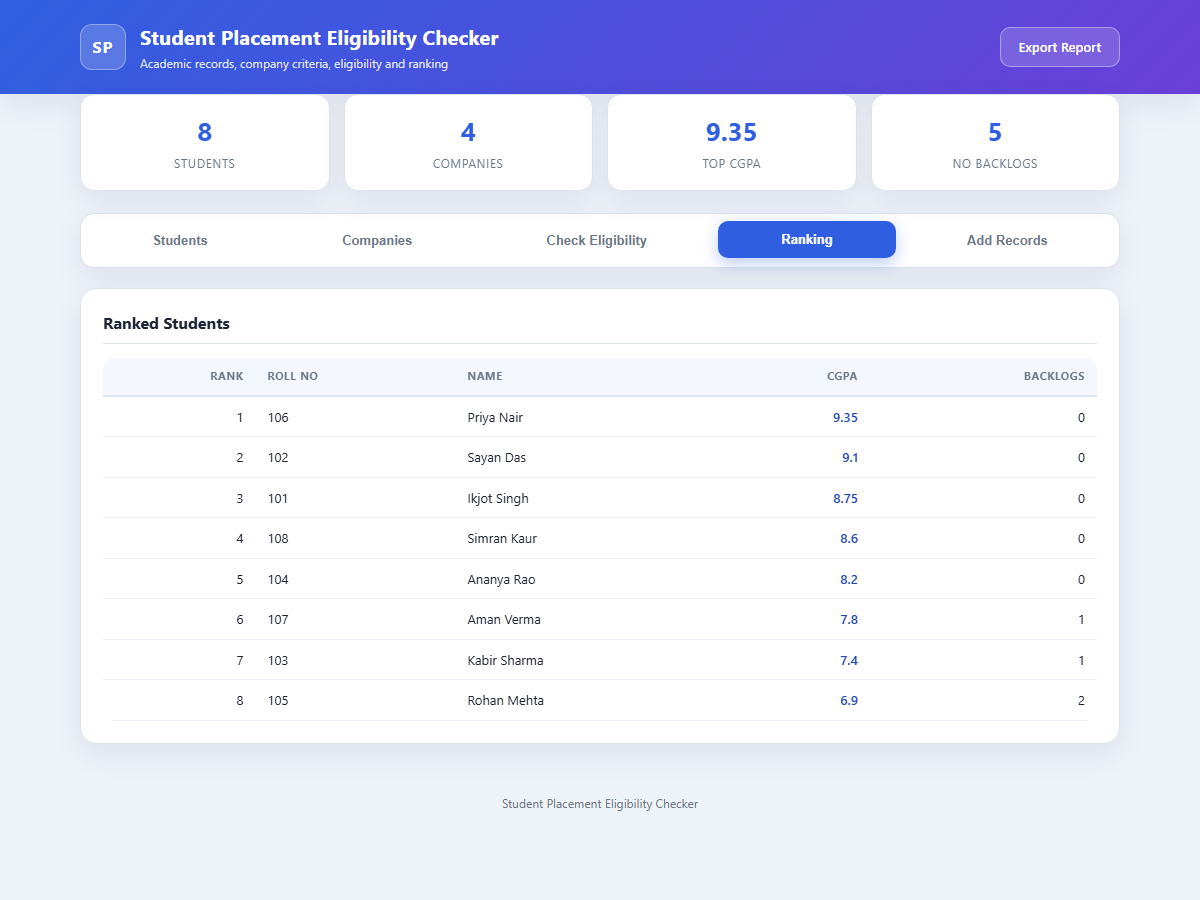 SP
Student Placement Eligibility Checker
Academic records, company criteria, eligibility and ranking
Export Report
8
STUDENTS
4
COMPANIES
9.35
TOP CGPA
5
NO BACKLOGS
Students Companies Check Eligibility Ranking Add Records
Ranked Students
RANK ROLL NO NAME CGPA BACKLOGS
1 106 Priya Nair 9.35 0
2 102 Sayan Das 9.1 0
3 101 Ikjot Singh 8.75 0
4 108 Simran Kaur 8.6 0
5 104 Ananya Rao 8.2 0
6 107 Aman Verma 7.8 1
7 103 Kabir Sharma 7.4 1
8 105 Rohan Mehta 6.9 2
Student Placement Eligibility Checker